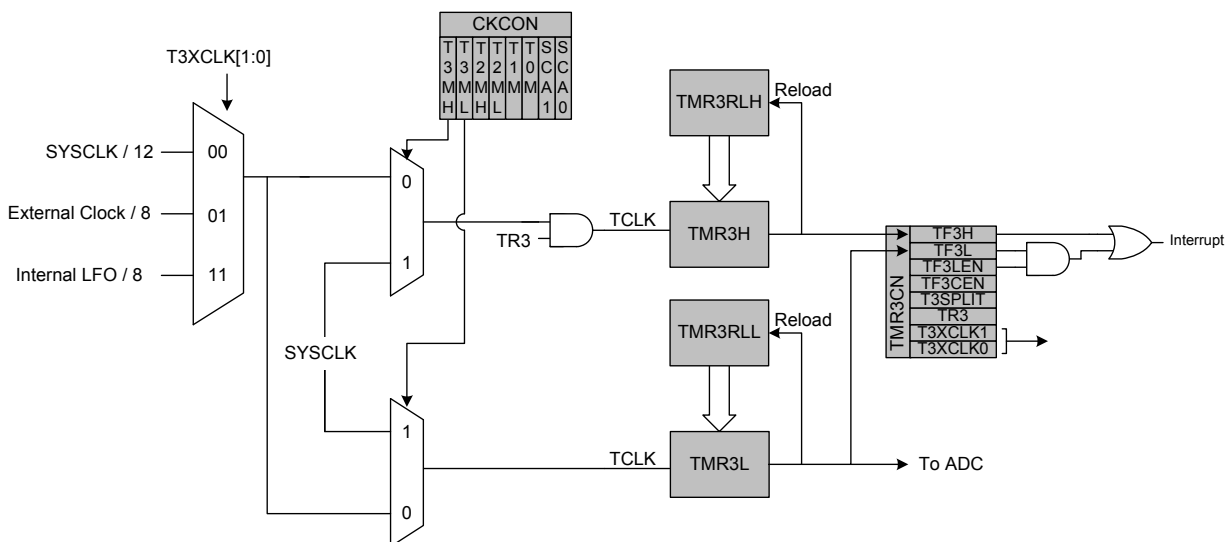 CKCON
T3MH
T3ML
T2MH
T2ML
T1M
T0M
SCA1
SCA0
T3XCLK[1:0]
SYSCLK / 12
00
External Clock / 8
01
Internal LFO / 8
11
0
1
SYSCLK
1
0
TR3
TCLK
TMR3RLH
Reload
TMR3H
TMR3RLL
Reload
TCLK
TMR3L
To ADC
TMR3CN
TF3H
TF3L
TF3LEN
TF3CEN
T3SPLIT
TR3
T3XCLK1
T3XCLK0
Interrupt